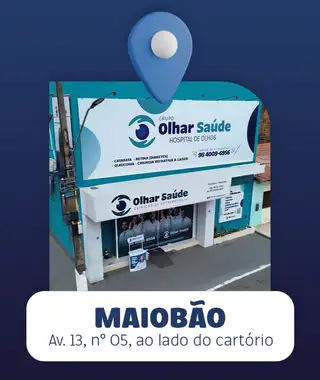 GRUPO
Olhar Saúde
HOSPITAL DE OLHOS
• CATARATA • RETINA (DIABETES)
GLAUCOMA • CIRURGIA REFRATIVA A LASER
98 4009-6956
Olhar Saúde
MAIOBÃO
Av. 13, nº 05, ao lado do cartório